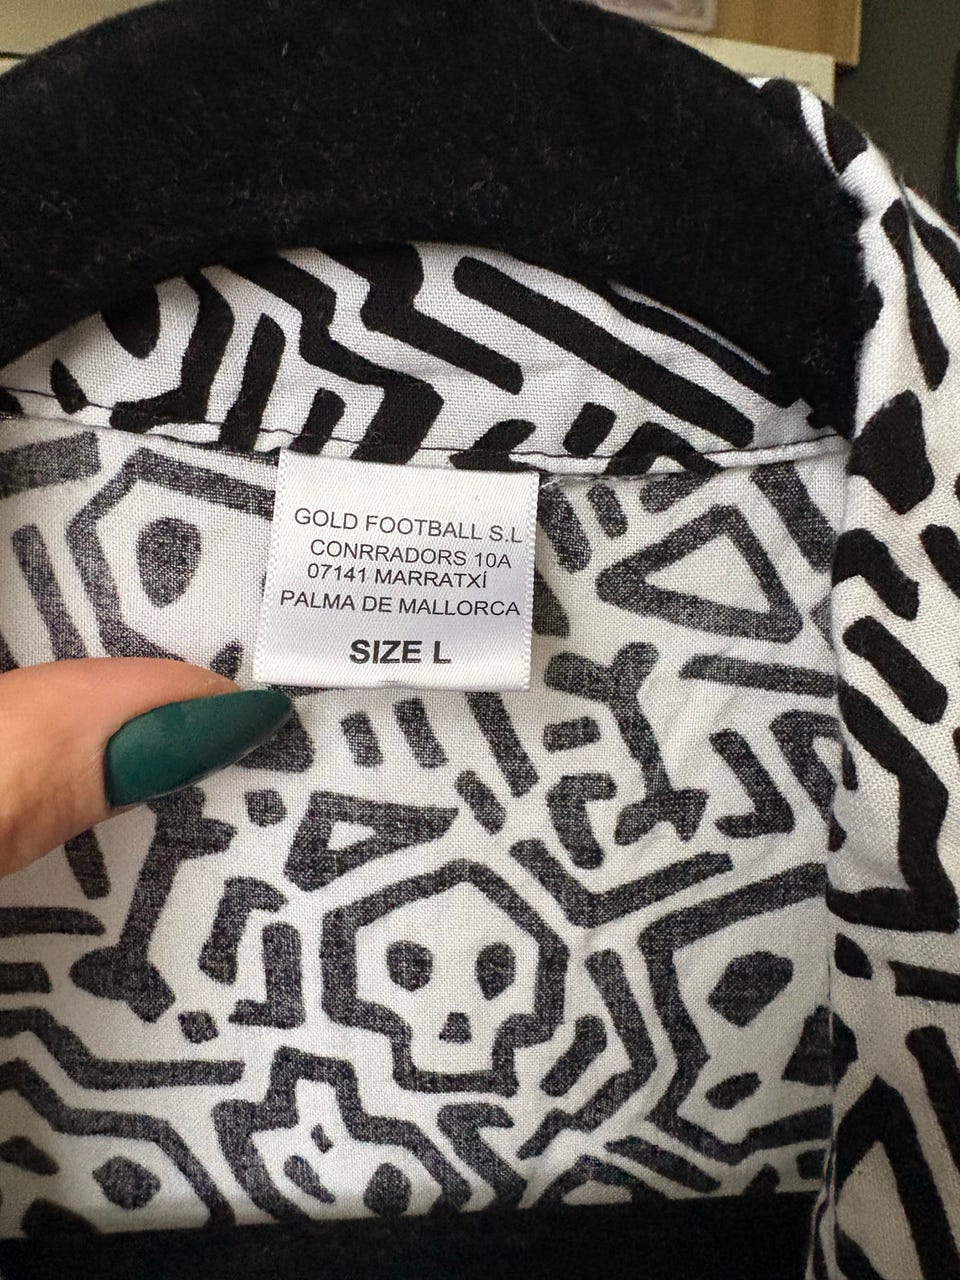 GOLD FOOTBALL S.L
CONRRADORS 10A
07141 MARRATXÍ
PALMA DE MALLORCA
SIZE L